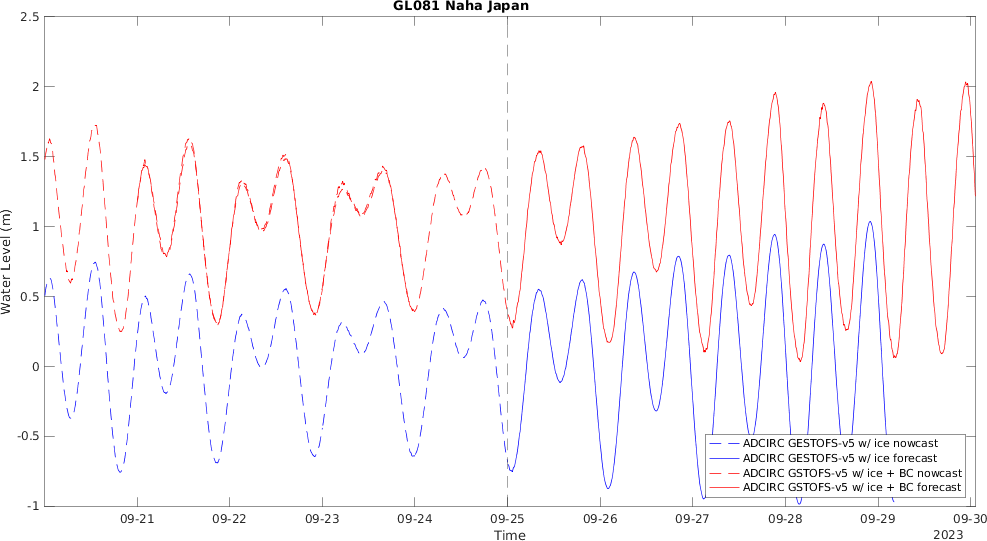 GL081 Naha Japan
2.5
2
1.5
1
0.5
0
-0.5
-1
Water Level (m)
ADCIRC GESTOFS-v5 w/ ice nowcast
ADCIRC GESTOFS-v5 w/ ice forecast
ADCIRC GSTOFS-v5 w/ ice + BC nowcast
ADCIRC GSTOFS-v5 w/ ice + BC forecast
09-21 09-22 09-23 09-24 09-25 09-26 09-27 09-28 09-29 09-30
Time
2023